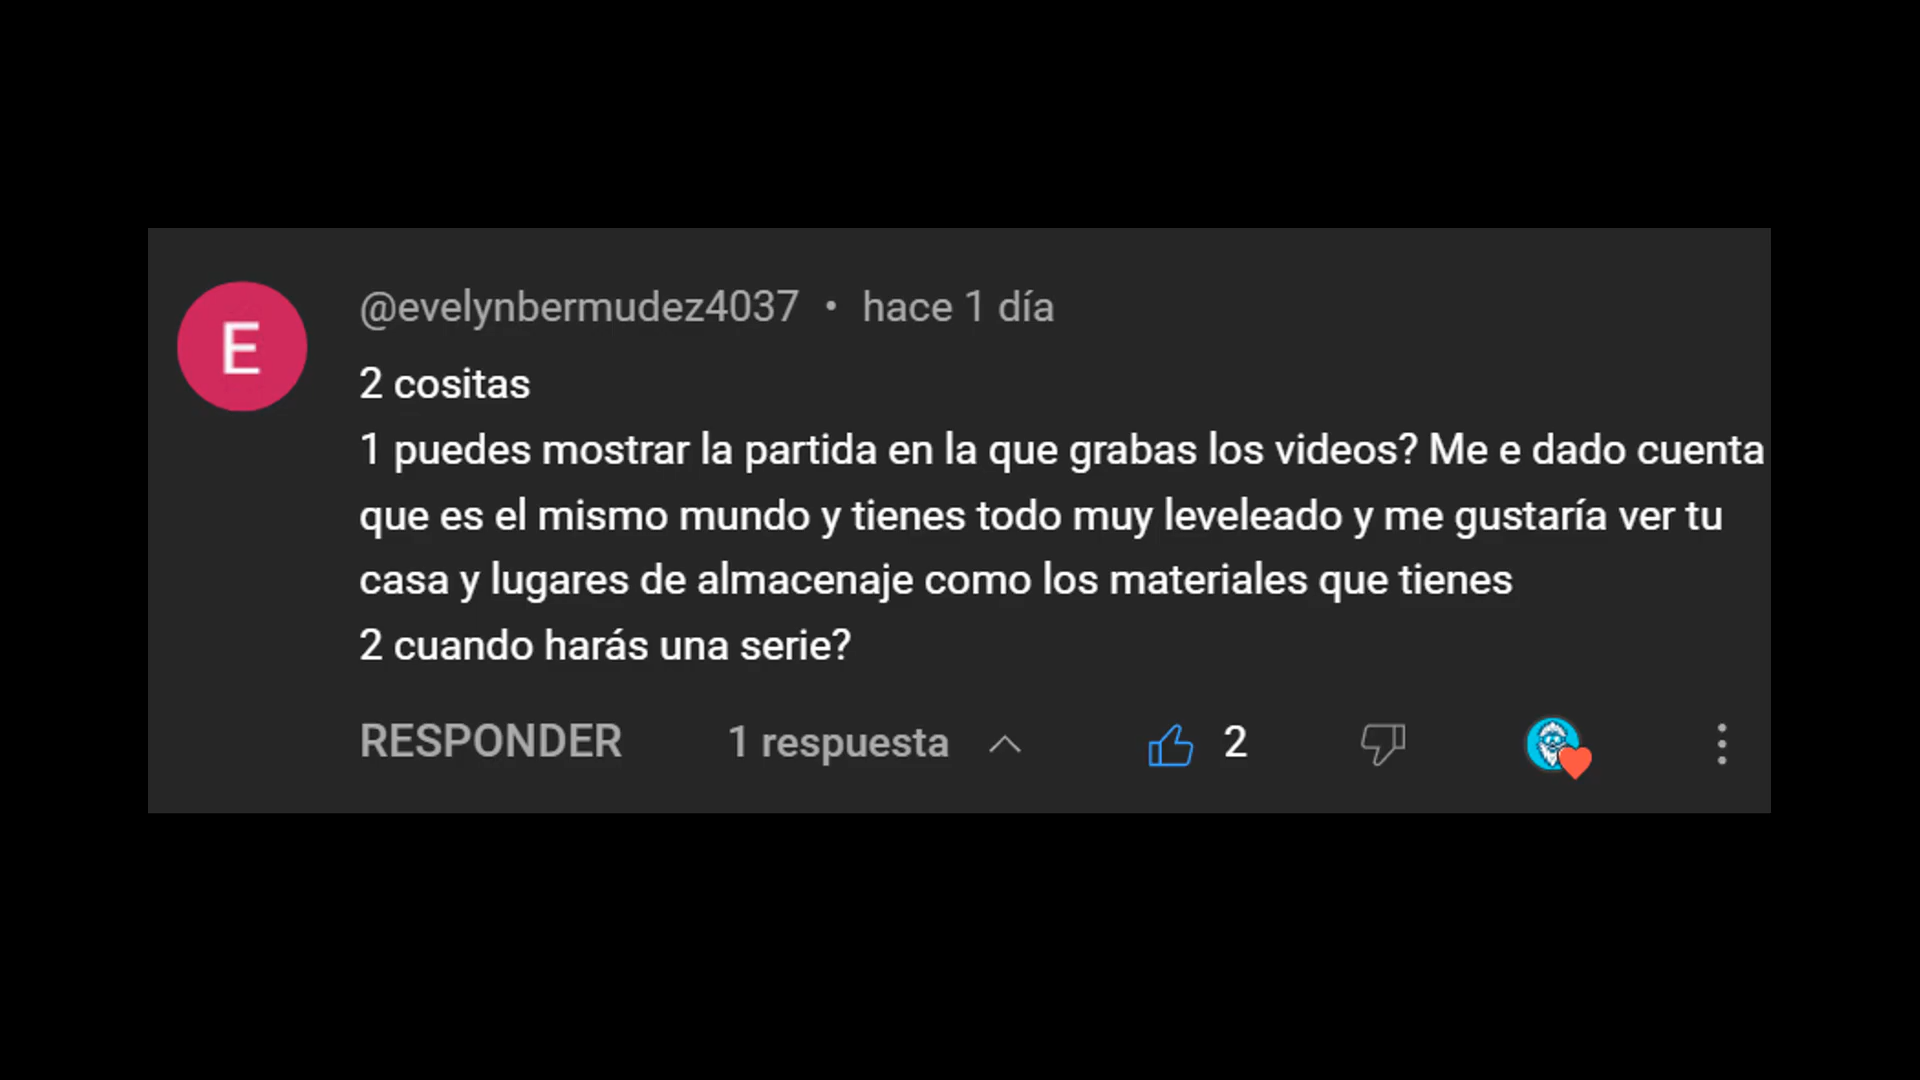 E
@evelynbermudez4037 • hace 1 día
2 cositas
1 puedes mostrar la partida en la que grabas los videos? Me e dado cuenta
que es el mismo mundo y tienes todo muy leveleado y me gustaría ver tu
casa y lugares de almacenaje como los materiales que tienes
2 cuando harás una serie?
RESPONDER 1 respuesta 2